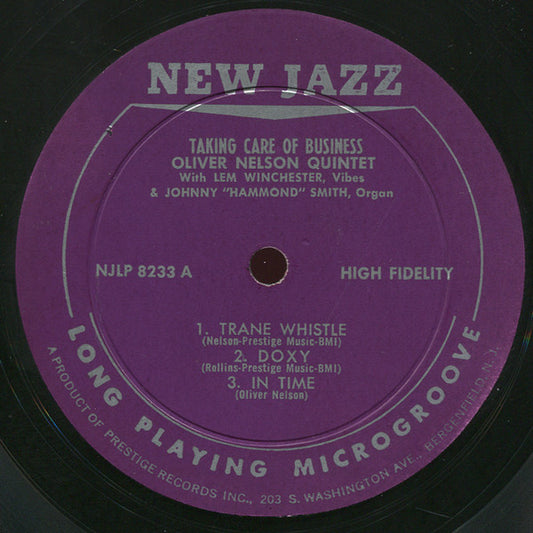 NEW JAZZ
TAKING CARE OF BUSINESS
OLIVER NELSON QUINTET
With LEM WINCHESTER, Vibes
& JOHNNY "HAMMOND" SMITH, Organ
NJLP 8233 A
HIGH FIDELITY
1. TRANE WHISTLE
(Nelson-Prestige Music-BMI)
2. DOXY
(Rollins-Prestige Music-BMI)
3. IN TIME
(Oliver Nelson)
LONG PLAYING MICROGROOVE
A PRODUCT OF PRESTIGE RECORDS INC., 203 S. WASHINGTON AVE., BERGENFIELD, N. J.